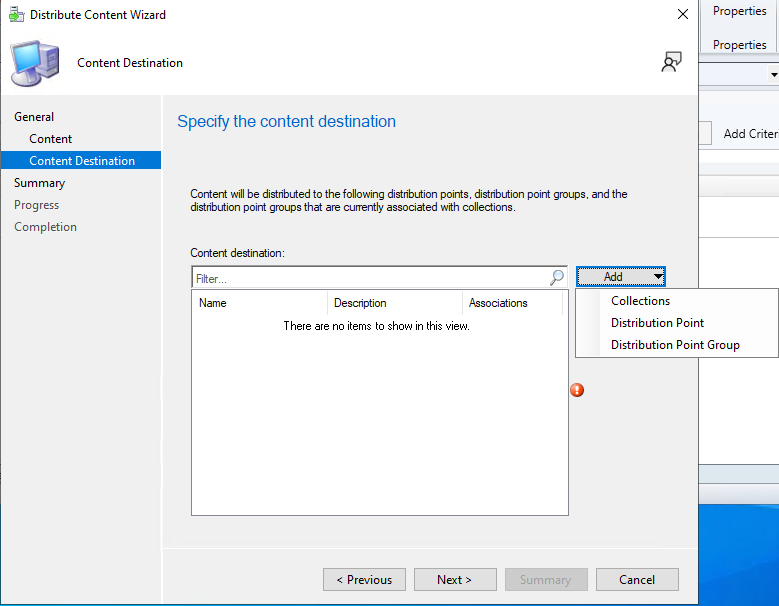 Distribute Content Wizard
Properties
Content Destination
Properties
General
Content
Content Destination
Summary
Progress
Completion
Specify the content destination
Content will be distributed to the following distribution points, distribution point groups, and the
distribution point groups that are currently associated with collections.
Content destination:
Filter...
Add
Name
Description
Associations
There are no items to show in this view.
Collections
Distribution Point
Distribution Point Group
Add Criter
< Previous
Next >
Summary
Cancel